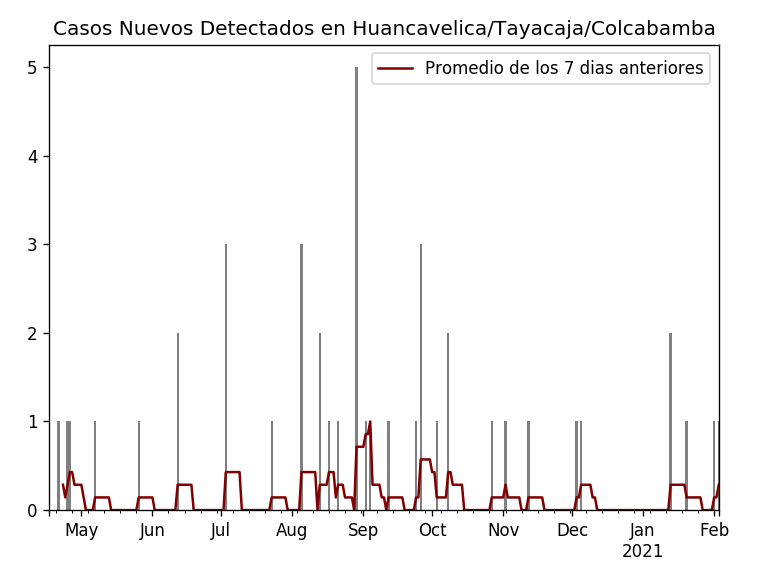 Casos Nuevos Detectados en Huancavelica/Tayacaja/Colcabamba
Promedio de los 7 dias anteriores
5
4
3
2
1
0
May Jun Jul Aug Sep Oct Nov Dec Jan Feb
2021